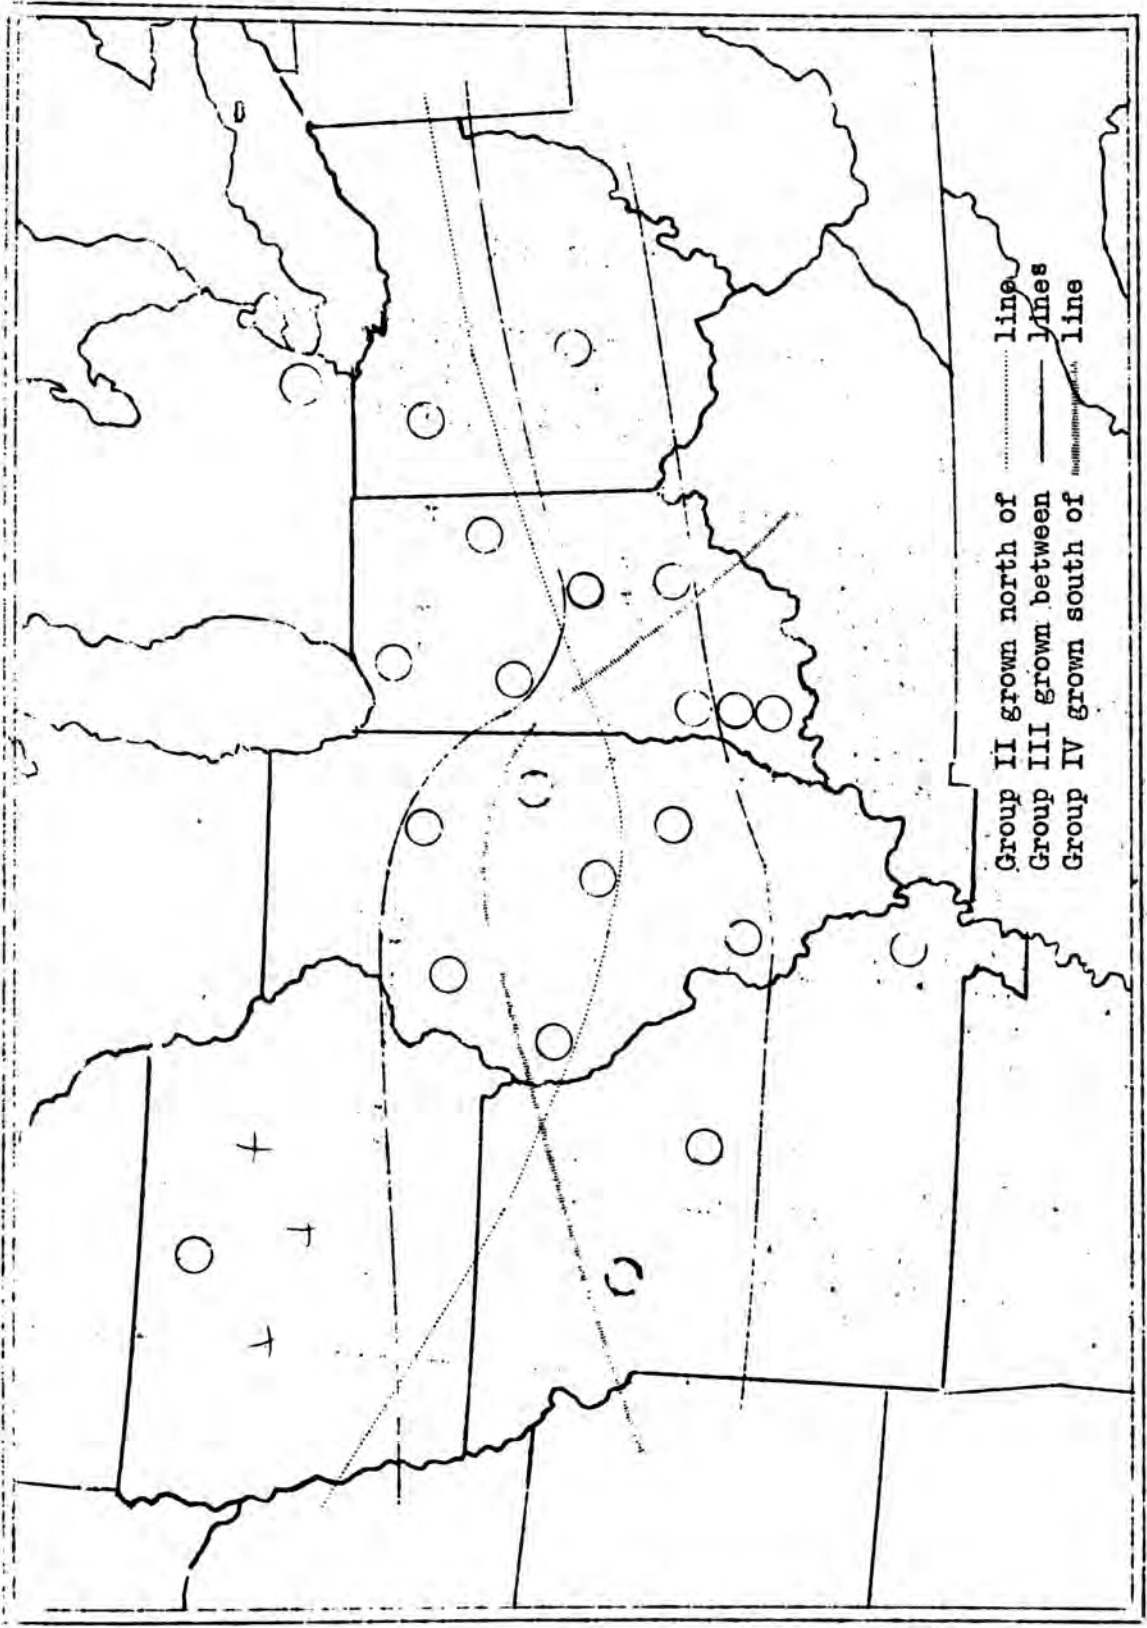 Group II grown north of line
Group III grown between lines
Group IV grown south of line